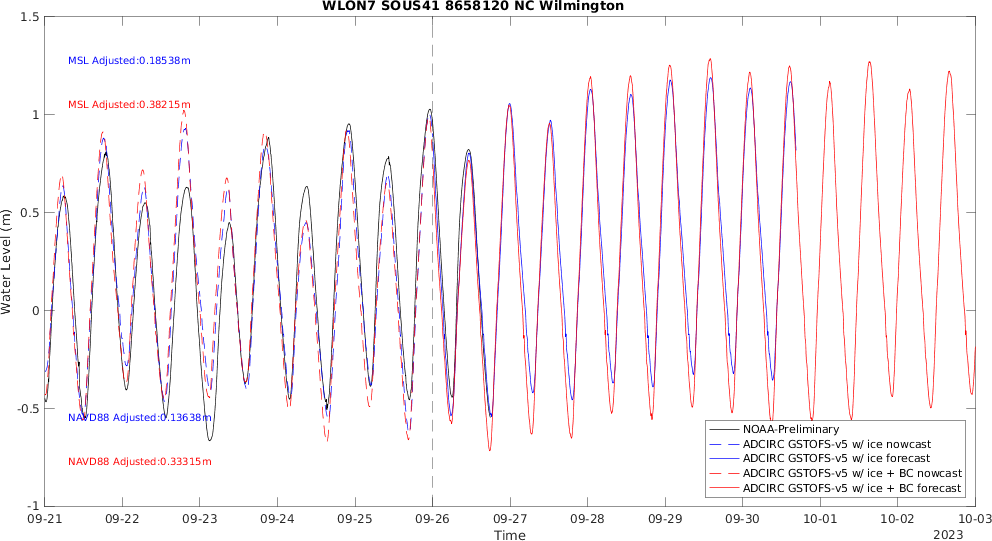 WLON7 SOUS41 8658120 NC Wilmington
1.5
MSL Adjusted:0.18538m
MSL Adjusted:0.38215m
1
0.5
Water Level (m)
0
-0.5
NAVD88 Adjusted:0.13638m
NAVD88 Adjusted:0.33315m
NOAA-Preliminary
ADCIRC GSTOFS-v5 w/ ice nowcast
ADCIRC GSTOFS-v5 w/ ice forecast
ADCIRC GSTOFS-v5 w/ ice + BC nowcast
ADCIRC GSTOFS-v5 w/ ice + BC forecast
-1
09-21 09-22 09-23 09-24 09-25 09-26 09-27 09-28 09-29 09-30 10-01 10-02 10-03
Time
2023